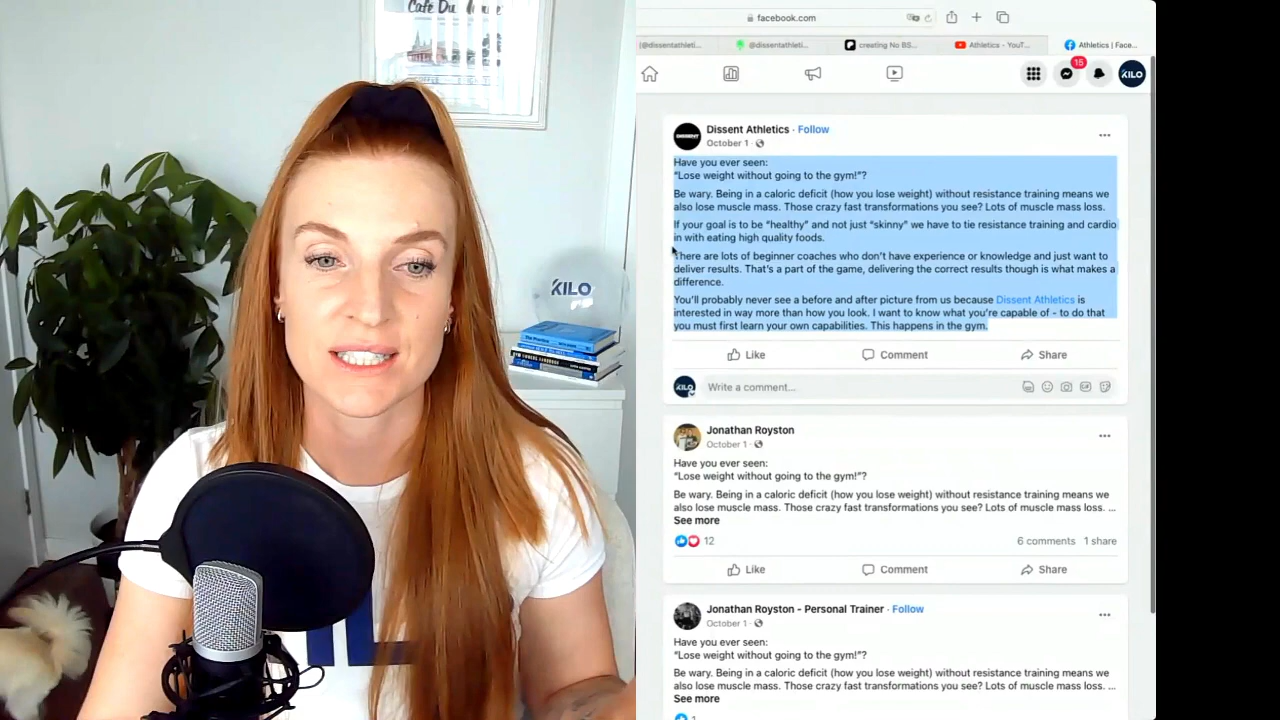 Café Du Monde
KILO
facebook.com
@dissentathleti...
@dissentathleti...
creating No BS...
Athletics - YouT...
Athletics | Face...
15
KILO
DISSENT
Dissent Athletics · Follow
October 1 ·
Have you ever seen:
“Lose weight without going to the gym!”?
Be wary. Being in a caloric deficit (how you lose weight) without resistance training means we
also lose muscle mass. Those crazy fast transformations you see? Lots of muscle mass loss.
If your goal is to be “healthy” and not just “skinny” we have to tie resistance training and cardio
in with eating high quality foods.
There are lots of beginner coaches who don’t have experience or knowledge and just want to
deliver results. That’s a part of the game, delivering the correct results though is what makes a
difference.
You’ll probably never see a before and after picture from us because Dissent Athletics is
interested in way more than how you look. I want to know what you’re capable of - to do that
you must first learn your own capabilities. This happens in the gym.
Like Comment Share
KILO
Write a comment...
Jonathan Royston
October 1 ·
Have you ever seen:
“Lose weight without going to the gym!”?
Be wary. Being in a caloric deficit (how you lose weight) without resistance training means we
also lose muscle mass. Those crazy fast transformations you see? Lots of muscle mass loss. ...
See more
12 6 comments 1 share
Like Comment Share
Jonathan Royston - Personal Trainer · Follow
October 1 ·
Have you ever seen:
“Lose weight without going to the gym!”?
Be wary. Being in a caloric deficit (how you lose weight) without resistance training means we
also lose muscle mass. Those crazy fast transformations you see? Lots of muscle mass loss. ...
See more
1